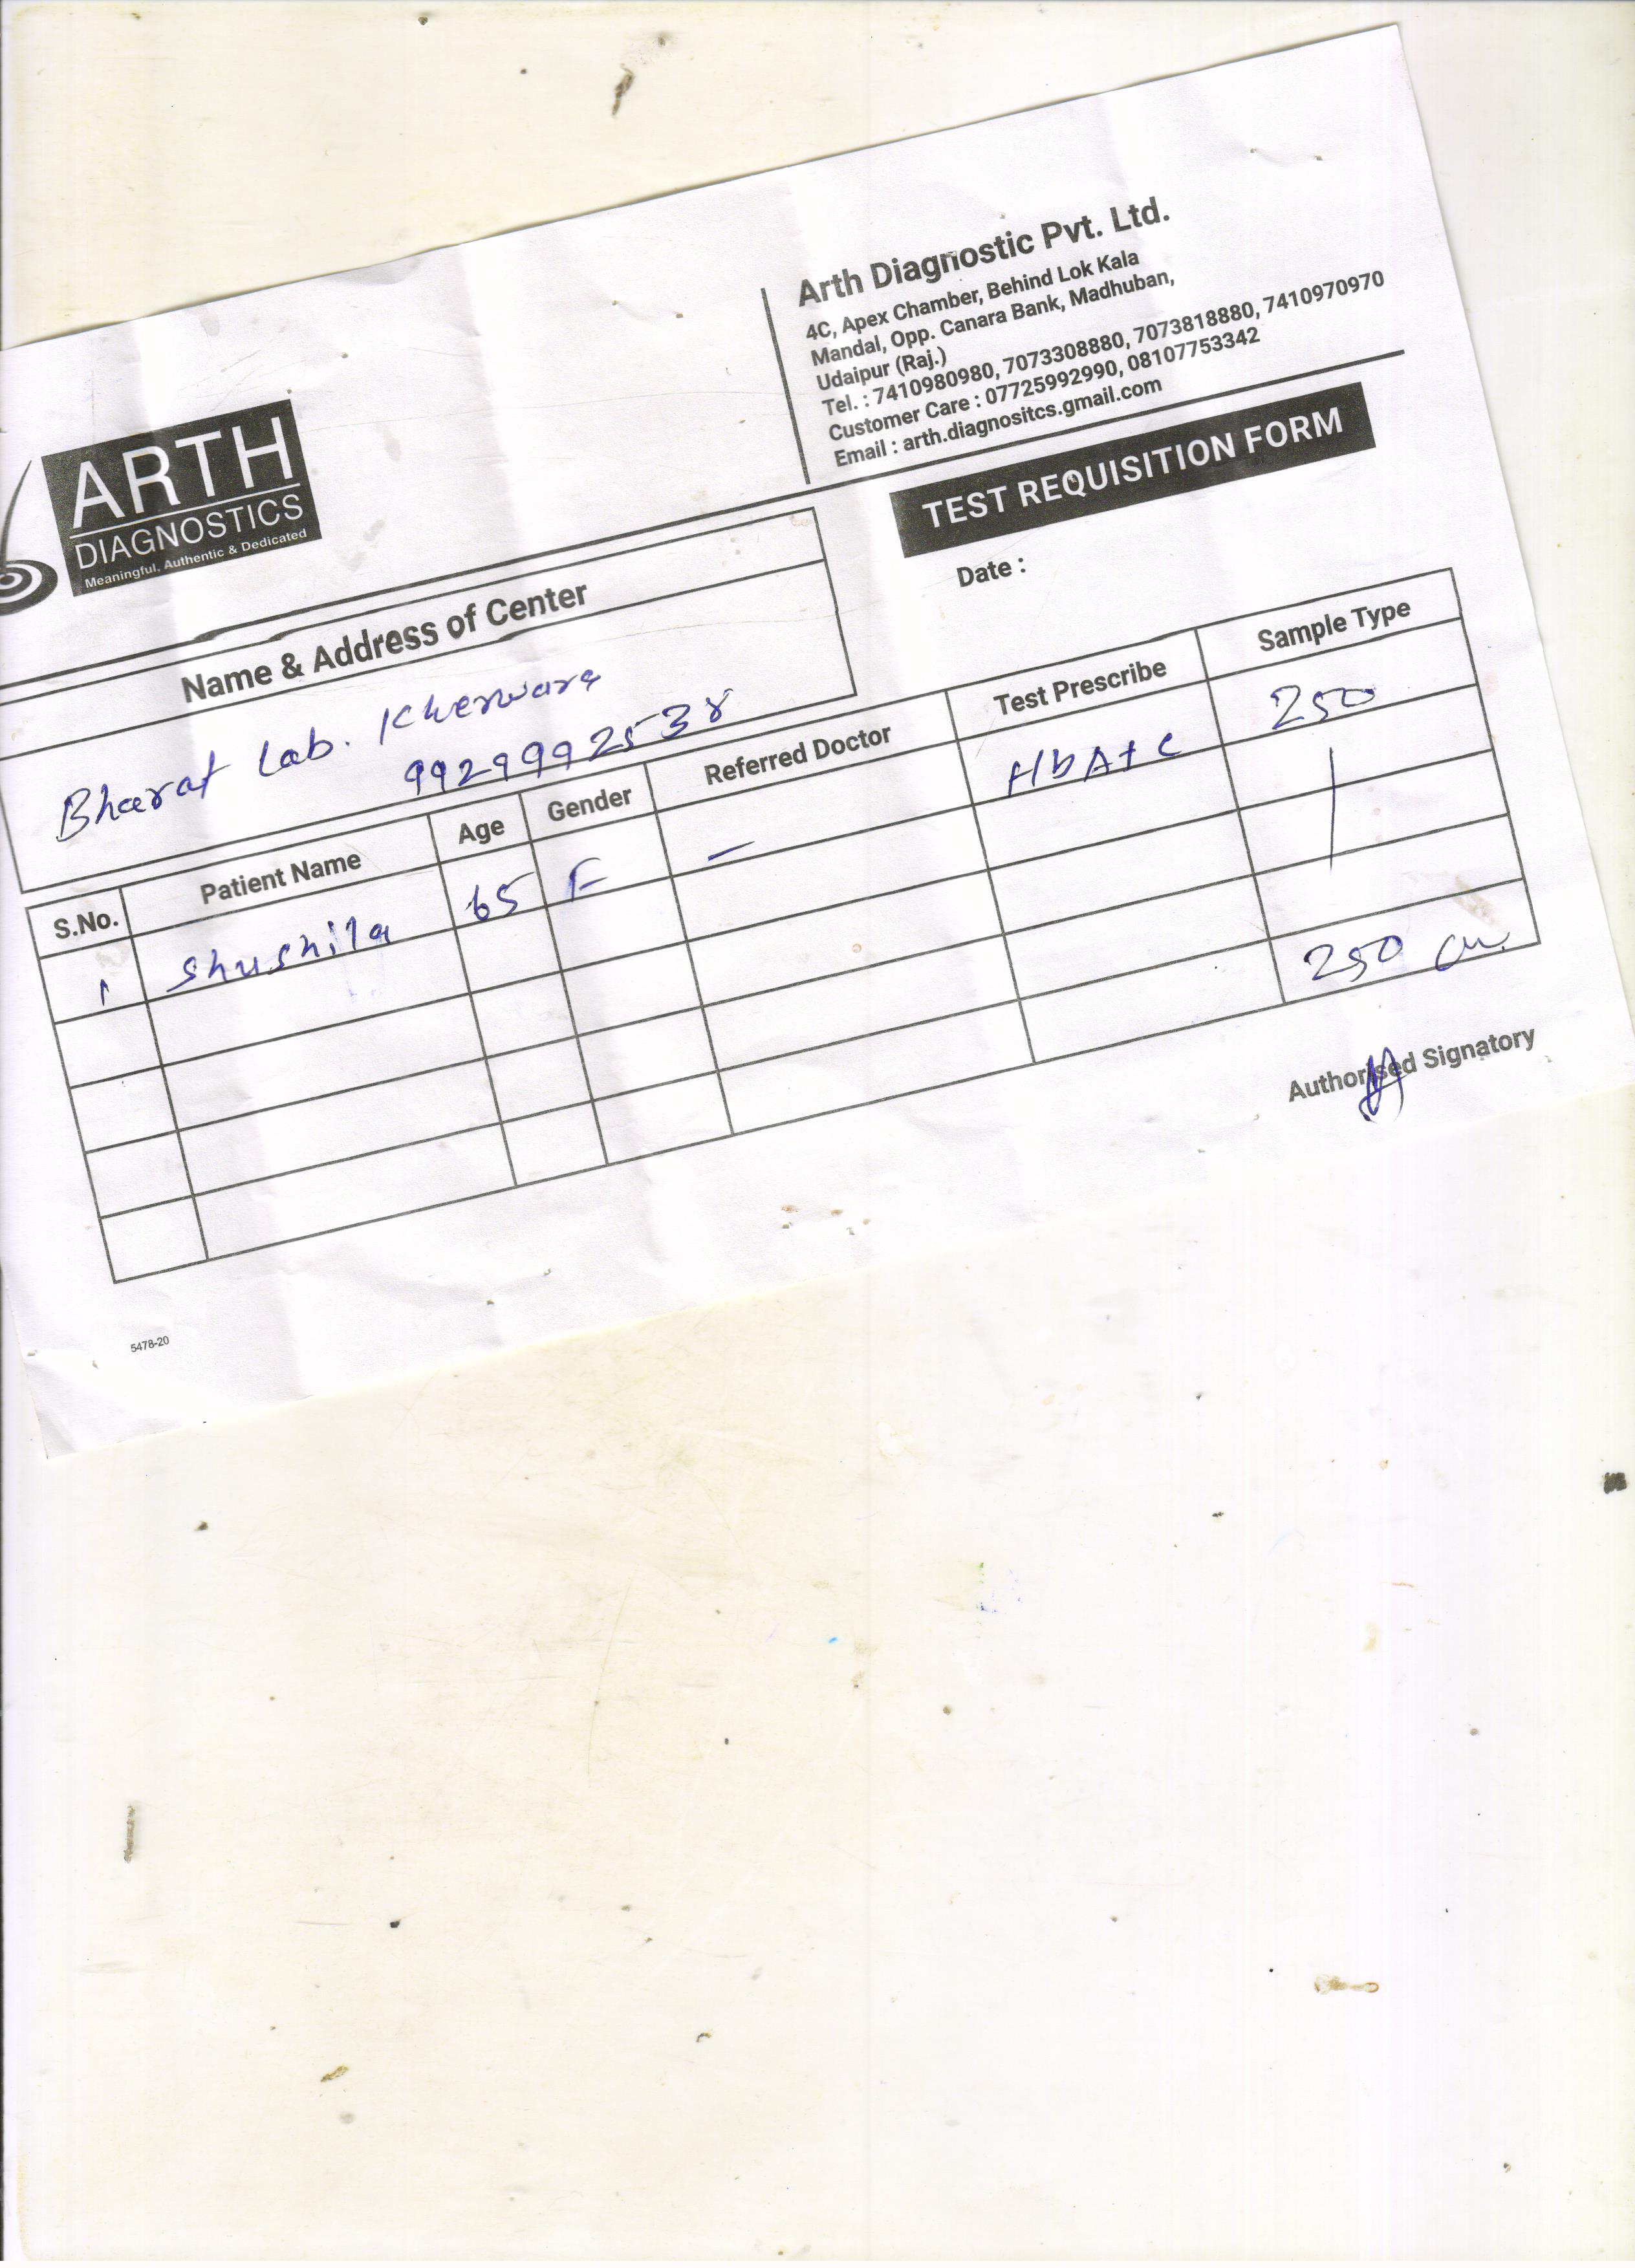 Arth Diagnostic Pvt. Ltd.
4C, Apex Chamber, Behind Lok Kala
Mandal, Opp. Canara Bank, Madhuban,
Udaipur (Raj.)
Tel. : 7410980980, 7073308880, 7073818880, 7410970970
Customer Care : 07725992990, 08107753342
Email : arth.diagnositcs.gmail.com
ARTH
DIAGNOSTICS
Meaningful, Authentic & Dedicated
TEST REQUISITION FORM
Date :
Name & Address of Center
Bharat Lab. Kherwara
9929992538
S.No. Patient Name Age Gender Referred Doctor Test Prescribe Sample Type
1 Shushila 65 F – HbA1c 250
250
Authorised Signatory
5478-20